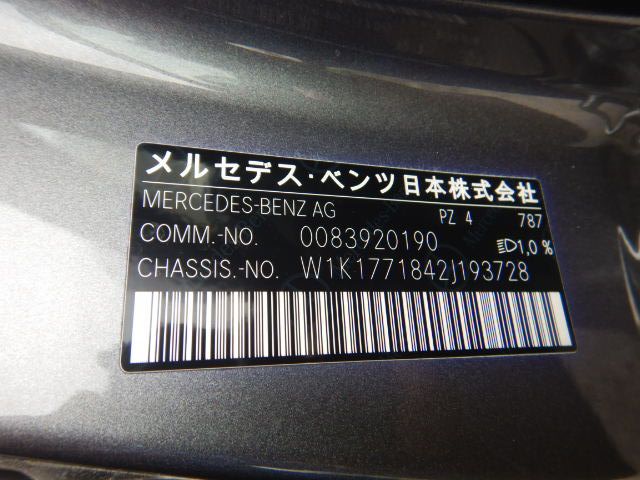 メルセデス・ベンツ日本株式会社
MERCEDES-BENZ AG PZ 4 787
COMM.-NO. 0083920190 1,0 %
CHASSIS.-NO. W1K1771842J193728